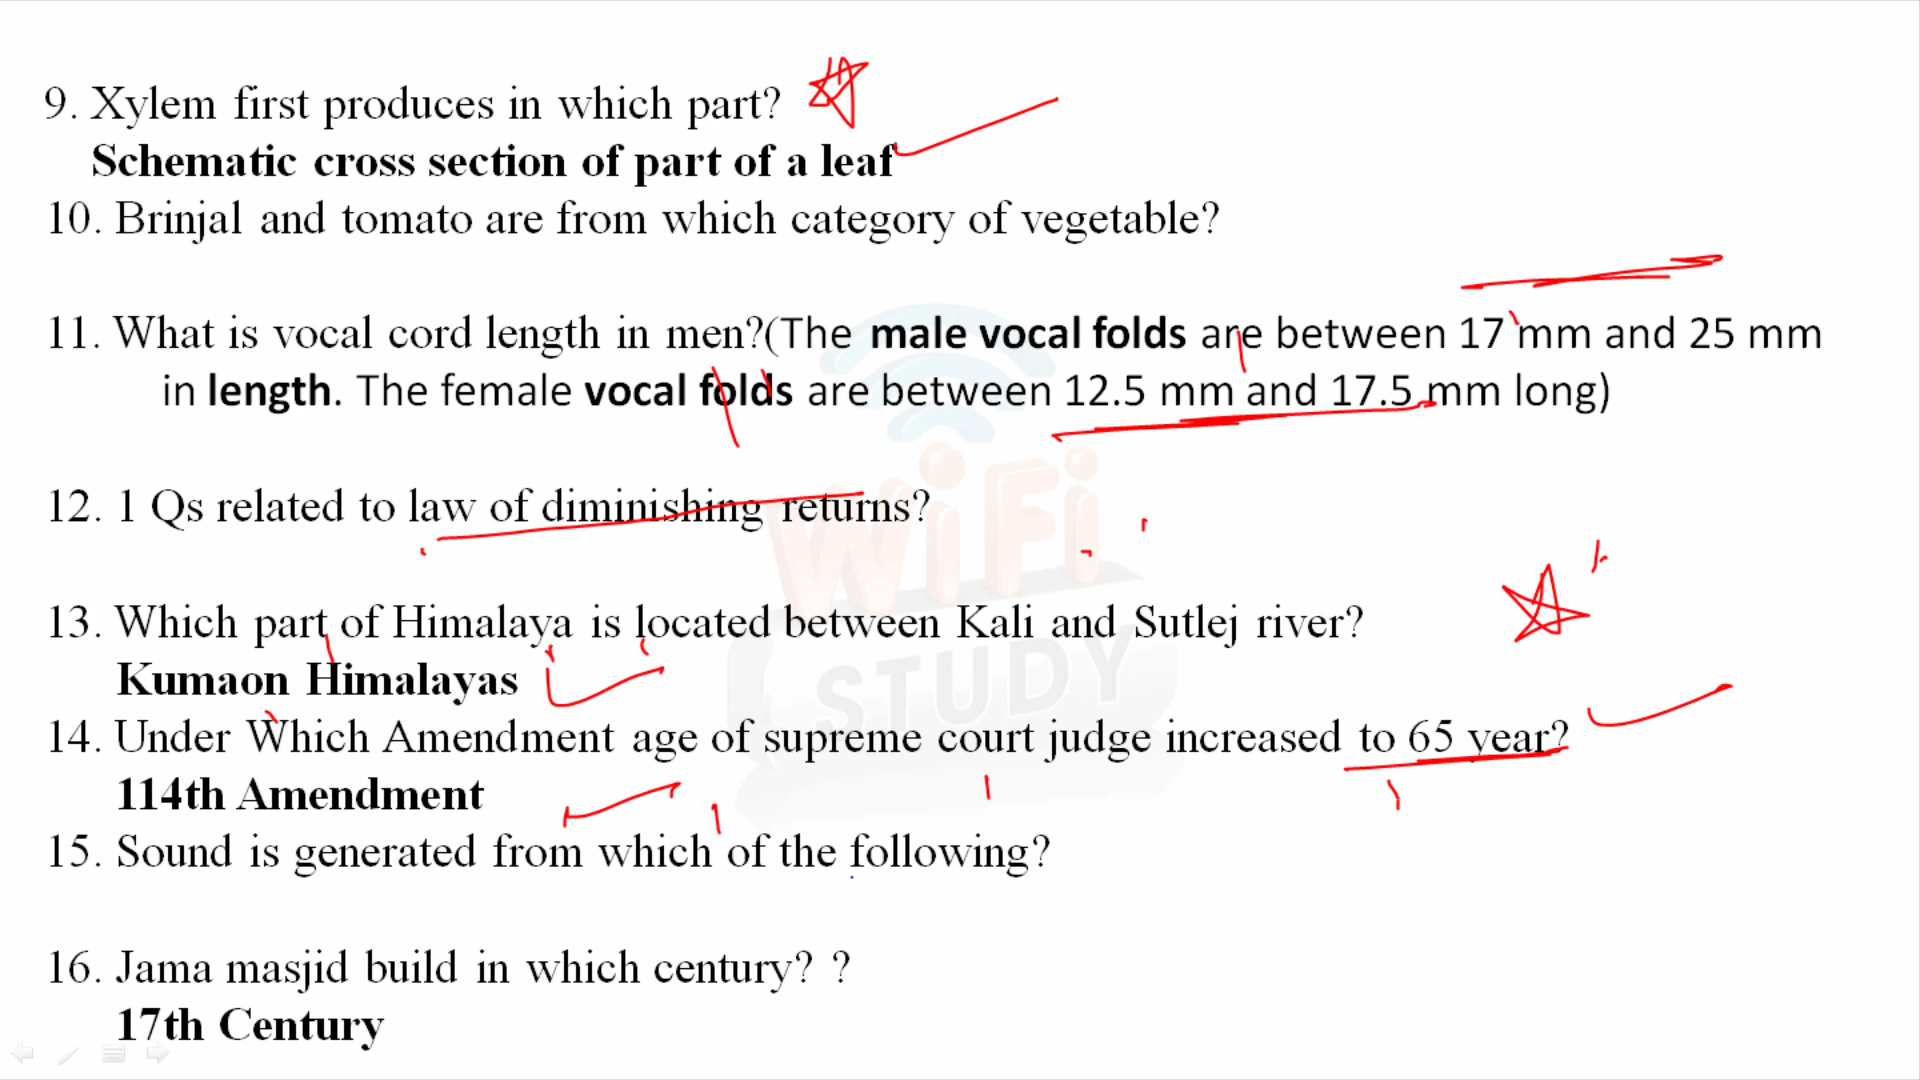 9. Xylem first produces in which part?
Schematic cross section of part of a leaf
10. Brinjal and tomato are from which category of vegetable?
11. What is vocal cord length in men?(The male vocal folds are between 17 mm and 25 mm
in length. The female vocal folds are between 12.5 mm and 17.5 mm long)
12. 1 Qs related to law of diminishing returns?
13. Which part of Himalaya is located between Kali and Sutlej river?
Kumaon Himalayas
14. Under Which Amendment age of supreme court judge increased to 65 year?
114th Amendment
15. Sound is generated from which of the following?
16. Jama masjid build in which century? ?
17th Century
WiFi
STUDY